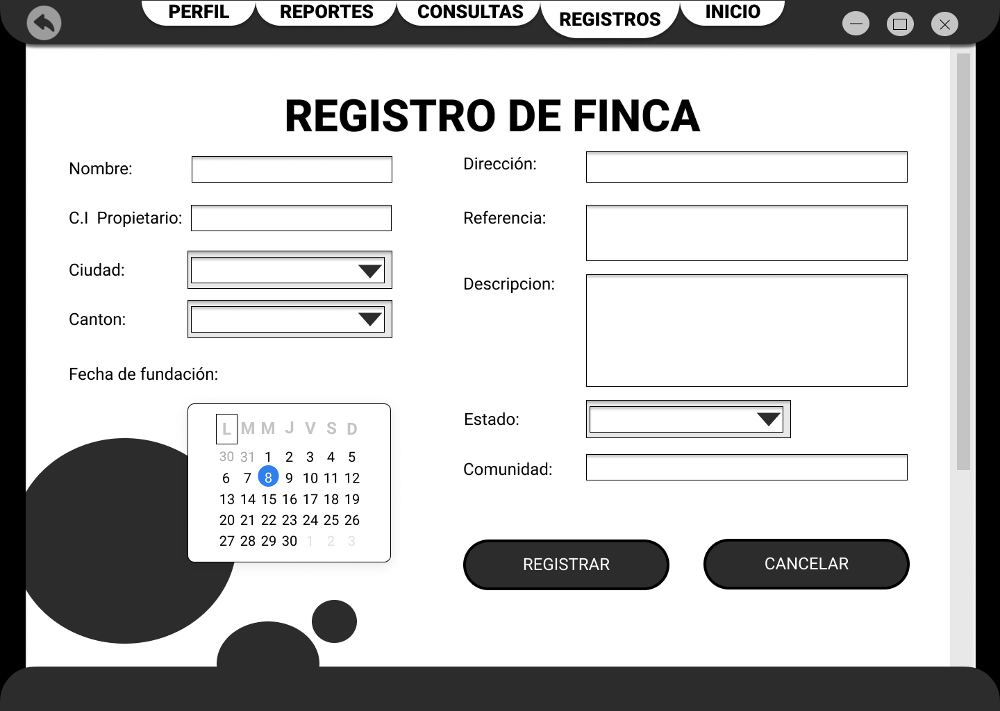 PERFIL REPORTES CONSULTAS REGISTROS INICIO
REGISTRO DE FINCA
Nombre:
C.I  Propietario:
Ciudad:
Canton:
Fecha de fundación:
L M M J V S D
30 31 1 2 3 4 5
6 7 8 9 10 11 12
13 14 15 16 17 18 19
20 21 22 23 24 25 26
27 28 29 30 1 2 3
Dirección:
Referencia:
Descripcion:
Estado:
Comunidad:
REGISTRAR CANCELAR